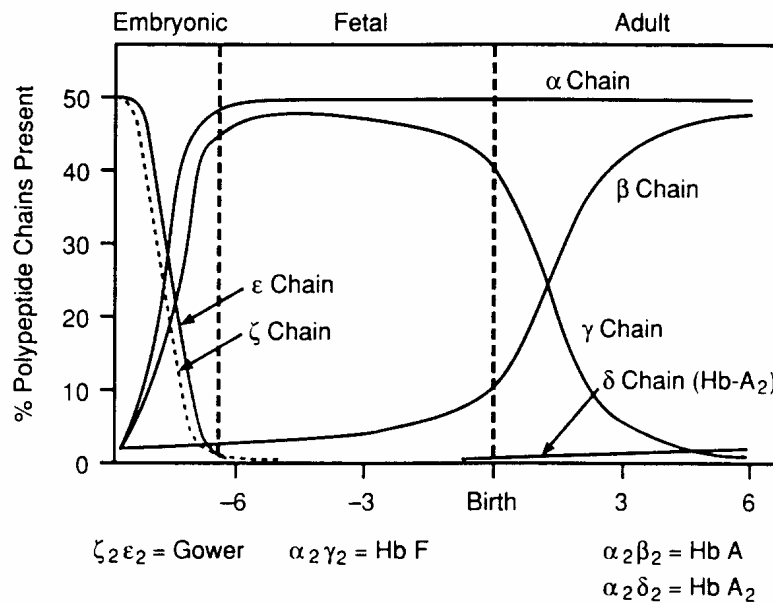 Embryonic Fetal Adult
% Polypeptide Chains Present
50
40
30
20
10
0
α Chain
β Chain
ε Chain
ζ Chain
γ Chain
δ Chain (Hb-A₂)
−6 −3 Birth 3 6
ζ₂ε₂ = Gower α₂γ₂ = Hb F α₂β₂ = Hb A
α₂δ₂ = Hb A₂